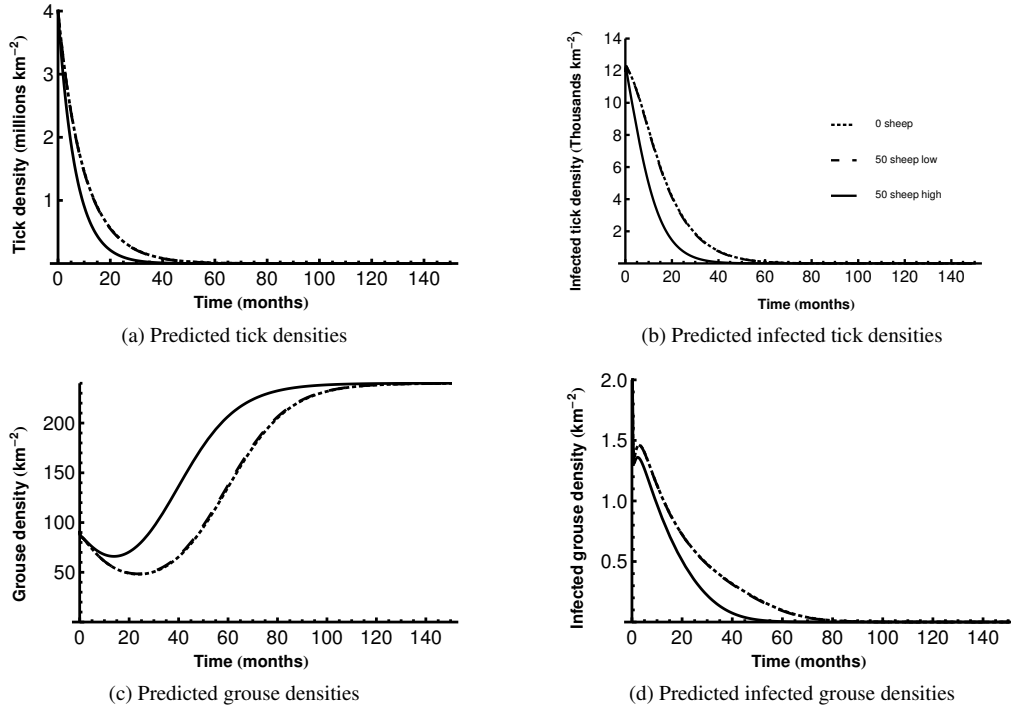 4
3
2
1
0 20 40 60 80 100 120 140
Tick density (millions km−2)
Time (months)
(a) Predicted tick densities
14
12
10
8
6
4
2
0 20 40 60 80 100 120 140
Infected tick density (Thousands km−2)
0 sheep
50 sheep low
50 sheep high
Time (months)
(b) Predicted infected tick densities
200
150
100
50
0 20 40 60 80 100 120 140
Grouse density (km−2)
Time (months)
(c) Predicted grouse densities
2.0
1.5
1.0
0.5
0 20 40 60 80 100 120 140
Infected grouse density (km−2)
Time (months)
(d) Predicted infected grouse densities